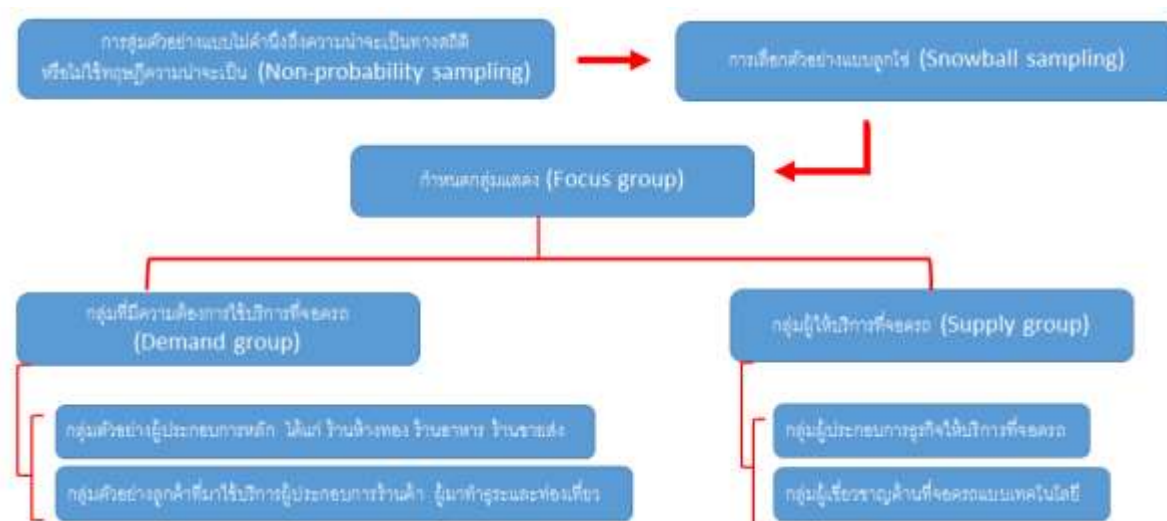 การสุ่มตัวอย่างแบบไม่คำนึงถึงความน่าจะเป็นทางสถิติ
หรือไม่ใช้ทฤษฎีความน่าจะเป็น (Non-probability sampling)
การเลือกตัวอย่างแบบลูกโซ่ (Snowball sampling)
กำหนดกลุ่มแสดง (Focus group)
กลุ่มที่มีความต้องการใช้บริการที่จอดรถ
(Demand group)
กลุ่มผู้ให้บริการที่จอดรถ (Supply group)
กลุ่มตัวอย่างผู้ประกอบการหลัก ได้แก่ ร้านห้างทอง ร้านอาหาร ร้านขายส่ง
กลุ่มตัวอย่างลูกค้าที่มาใช้บริการผู้ประกอบการร้านค้า ผู้มาทำธุระและท่องเที่ยว
กลุ่มผู้ประกอบการธุรกิจให้บริการที่จอดรถ
กลุ่มผู้เชี่ยวชาญด้านที่จอดรถแบบเทคโนโลยี